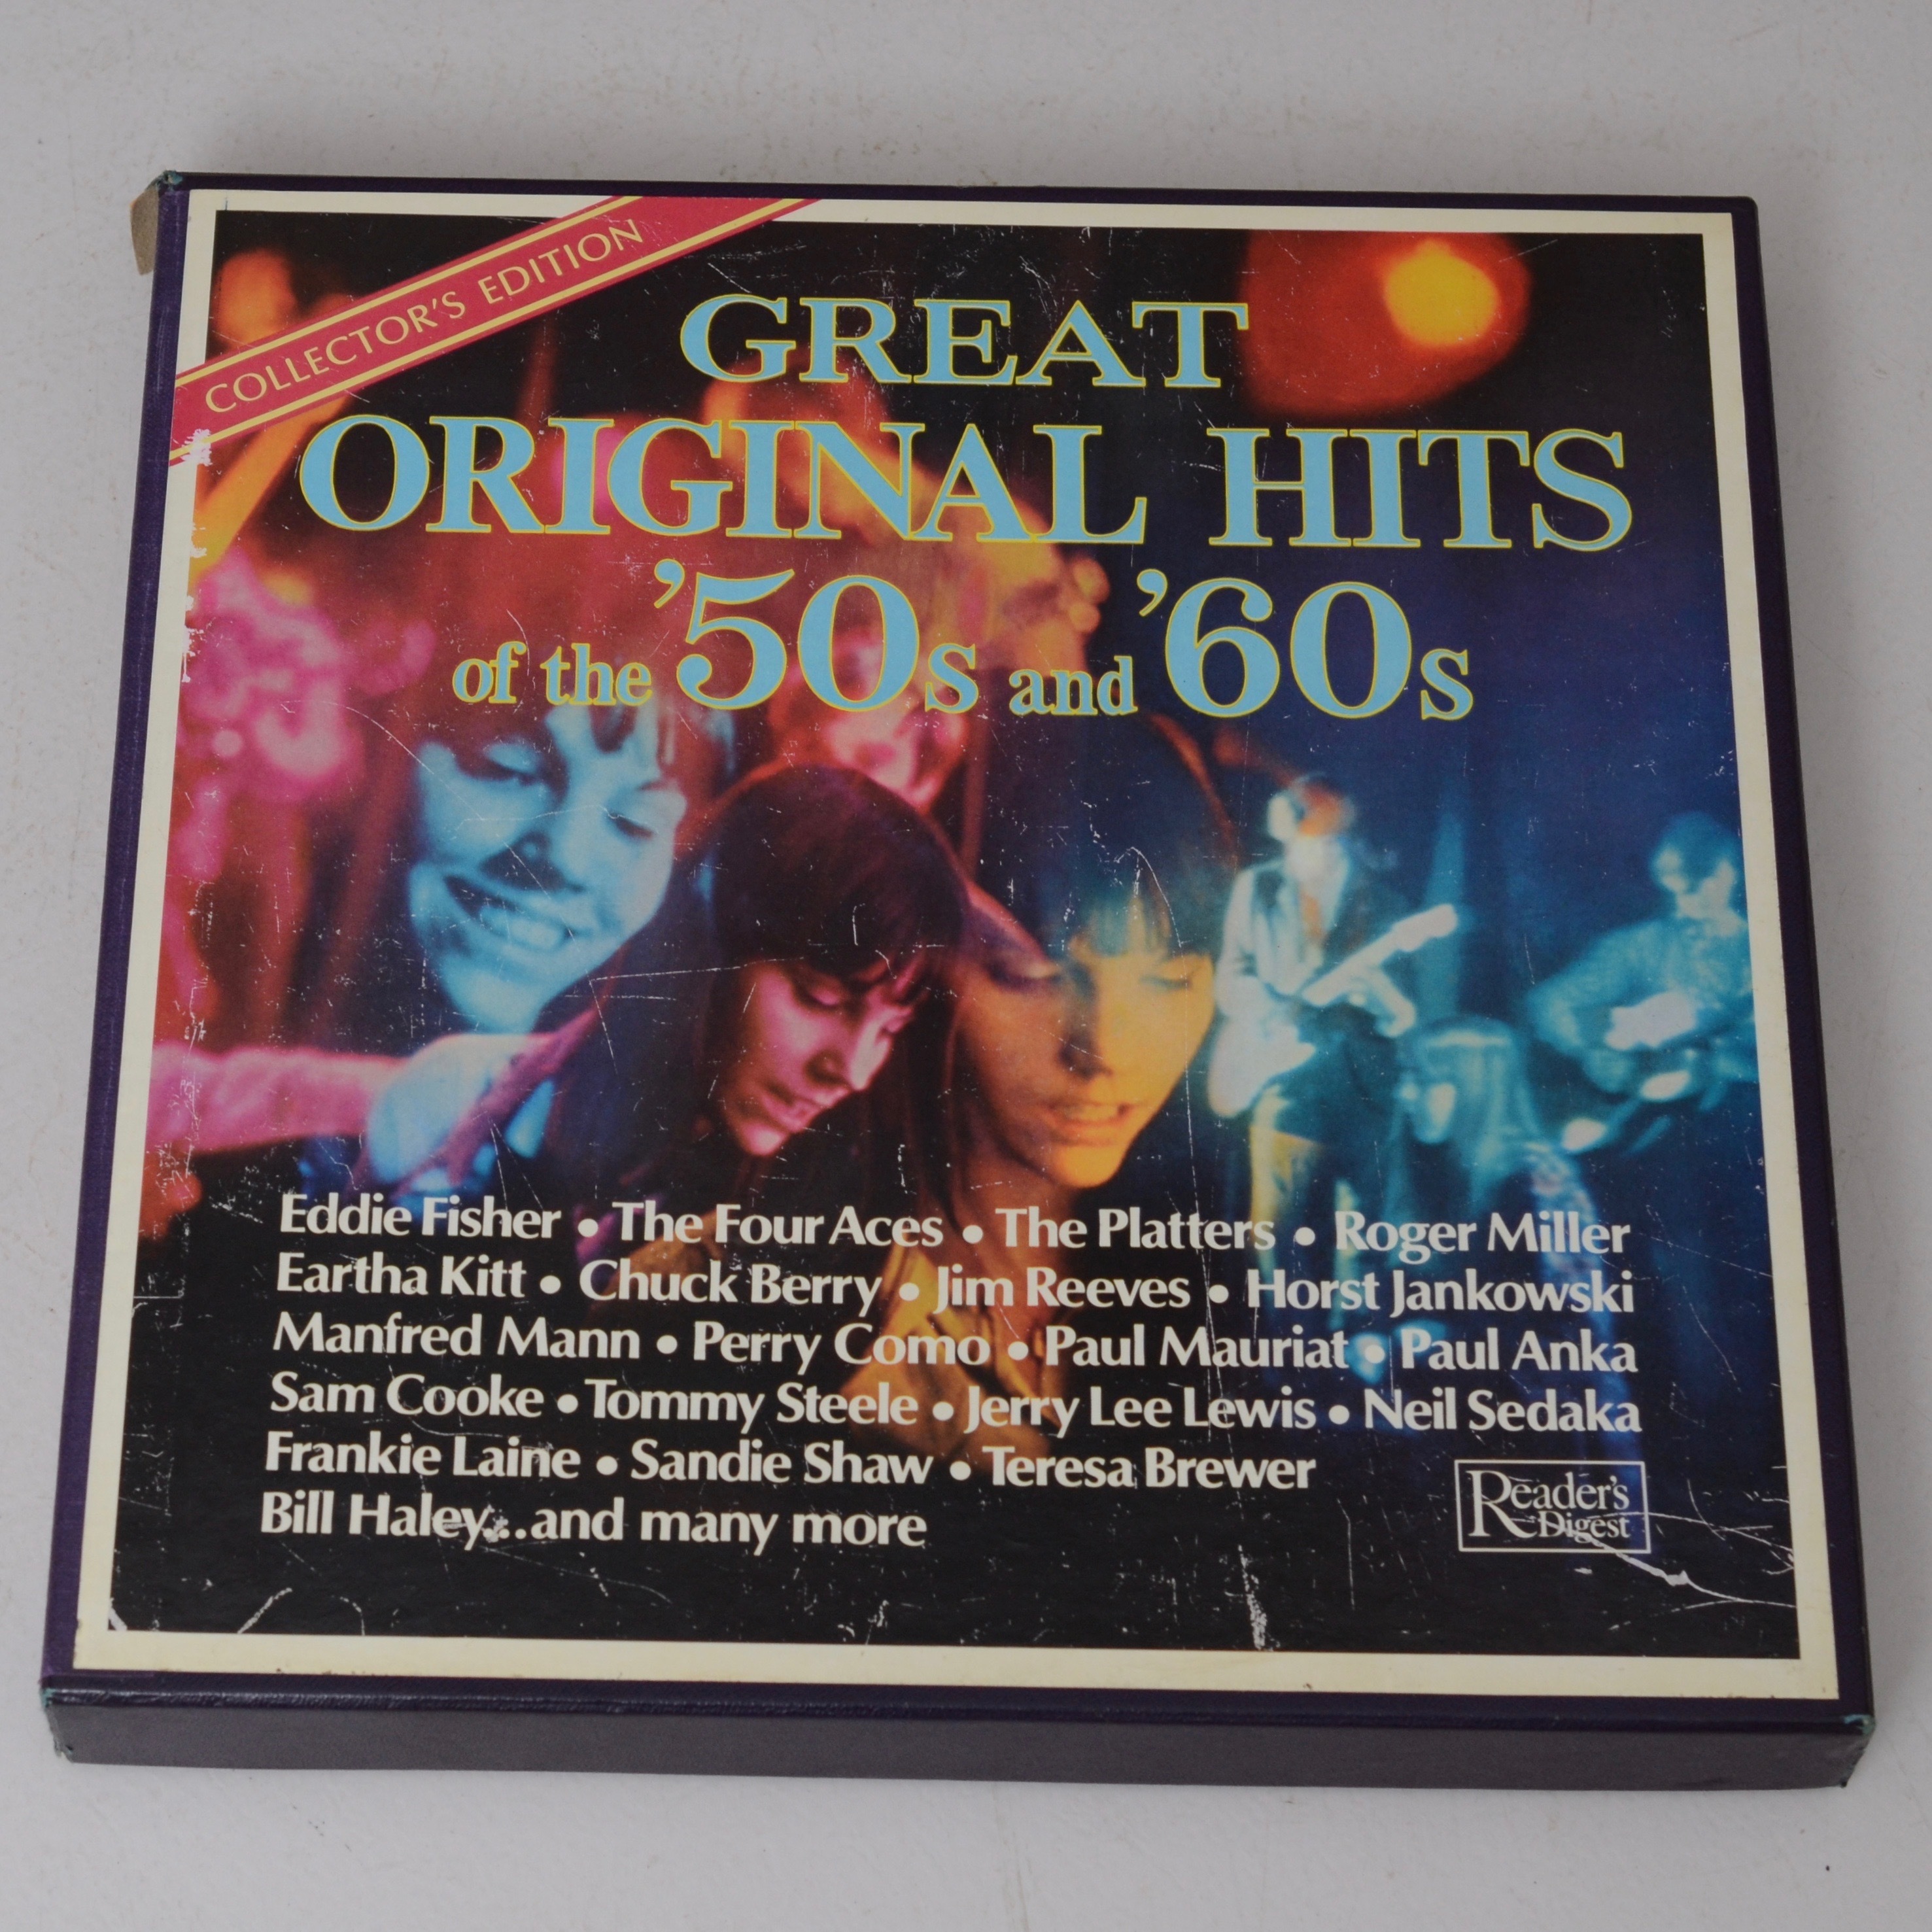 COLLECTOR'S EDITION
GREAT
ORIGINAL HITS
of the '50s and '60s
Eddie Fisher • The Four Aces • The Platters • Roger Miller
Eartha Kitt • Chuck Berry • Jim Reeves • Horst Jankowski
Manfred Mann • Perry Como • Paul Mauriat • Paul Anka
Sam Cooke • Tommy Steele • Jerry Lee Lewis • Neil Sedaka
Frankie Laine • Sandie Shaw • Teresa Brewer
Bill Haley...and many more
Reader's
Digest